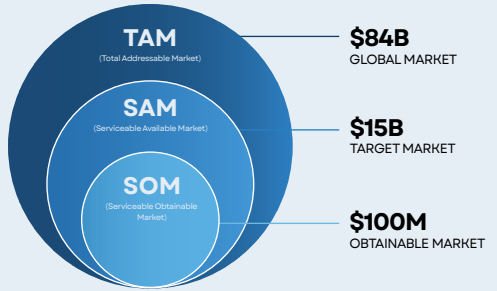 TAM
(Total Addressable Market)
$84B
GLOBAL MARKET
SAM
(Serviceable Available Market)
$15B
TARGET MARKET
SOM
(Serviceable Obtainable
Market)
$100M
OBTAINABLE MARKET